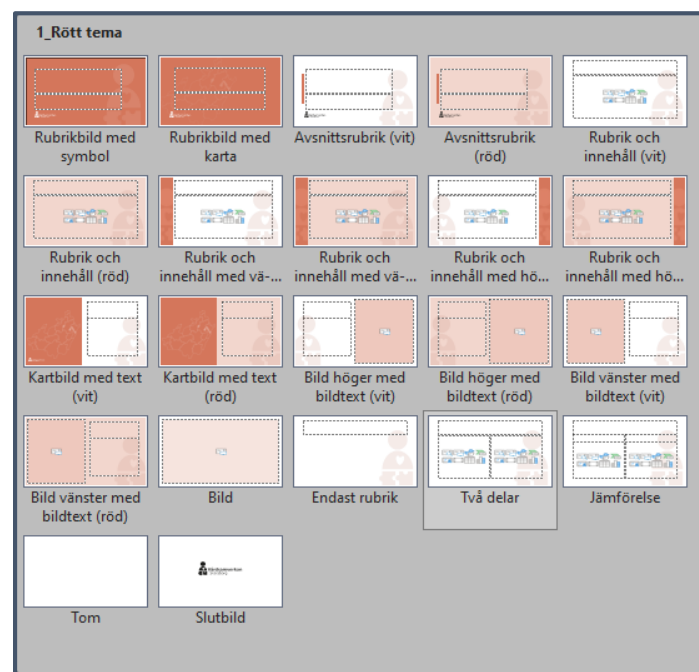 1_Rött tema
Rubrikbild med
symbol
Rubrikbild med
karta
Avsnittsrubrik (vit)
Avsnittsrubrik
(röd)
Rubrik och
innehåll (vit)
Rubrik och
innehåll (röd)
Rubrik och
innehåll med vä-...
Rubrik och
innehåll med vä-...
Rubrik och
innehåll med hö...
Rubrik och
innehåll med hö...
Kartbild med text
(vit)
Kartbild med text
(röd)
Bild höger med
bildtext (vit)
Bild höger med
bildtext (röd)
Bild vänster med
bildtext (vit)
Bild vänster med
bildtext (röd)
Bild
Endast rubrik
Två delar
Jämförelse
Tom
Slutbild